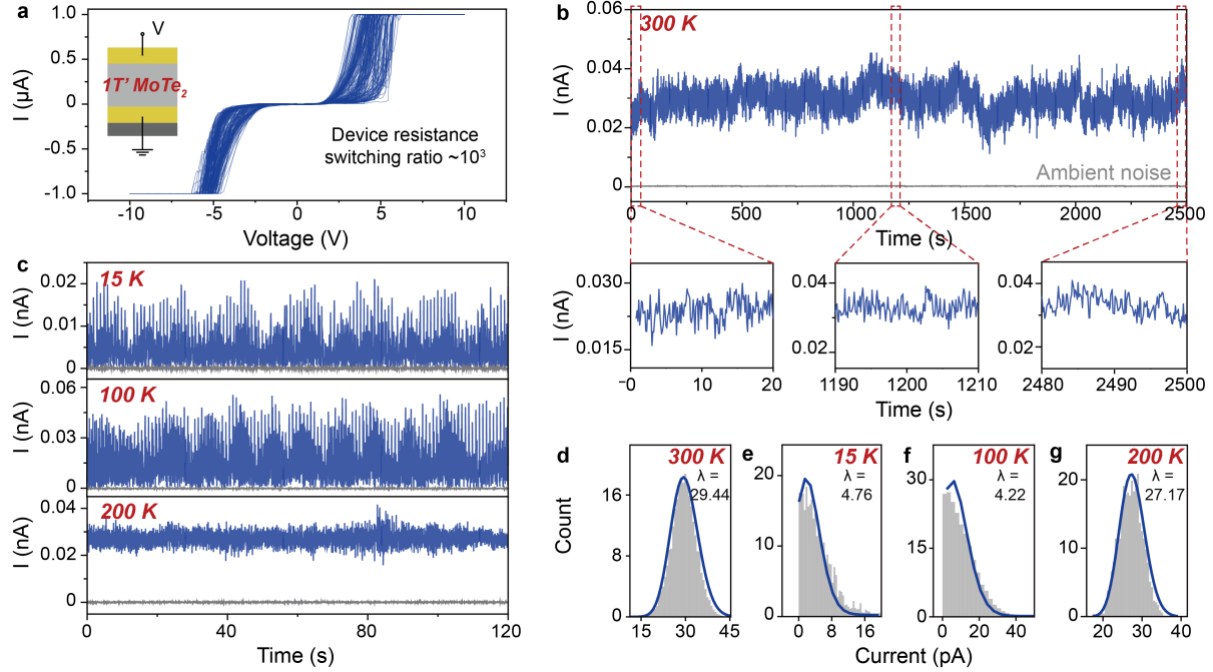 a
I (µA)
1.0
0.5
0
-0.5
-1.0
V
1T' MoTe2
Device resistance
switching ratio ~10³
-10
-5
0
5
10
Voltage (V)
b
300 K
I (nA)
0.06
0.04
0.02
0
Ambient noise
0
500
1000
1500
2000
2500
Time (s)
I (nA)
0.030
0.015
0
10
20
0.04
0.02
1190
1200
1210
0.04
0.02
2480
2490
2500
Time (s)
c
15 K
I (nA)
0.02
0.01
0
100 K
I (nA)
0.06
0.03
0
200 K
I (nA)
0.04
0.02
0
0
40
80
120
Time (s)
d
300 K
λ =
29.44
Count
16
8
0
15
30
45
e
15 K
λ =
4.76
20
10
0
0
8
16
f
100 K
λ =
4.22
30
15
0
0
20
40
g
200 K
λ =
27.17
20
10
0
20
30
40
Current (pA)